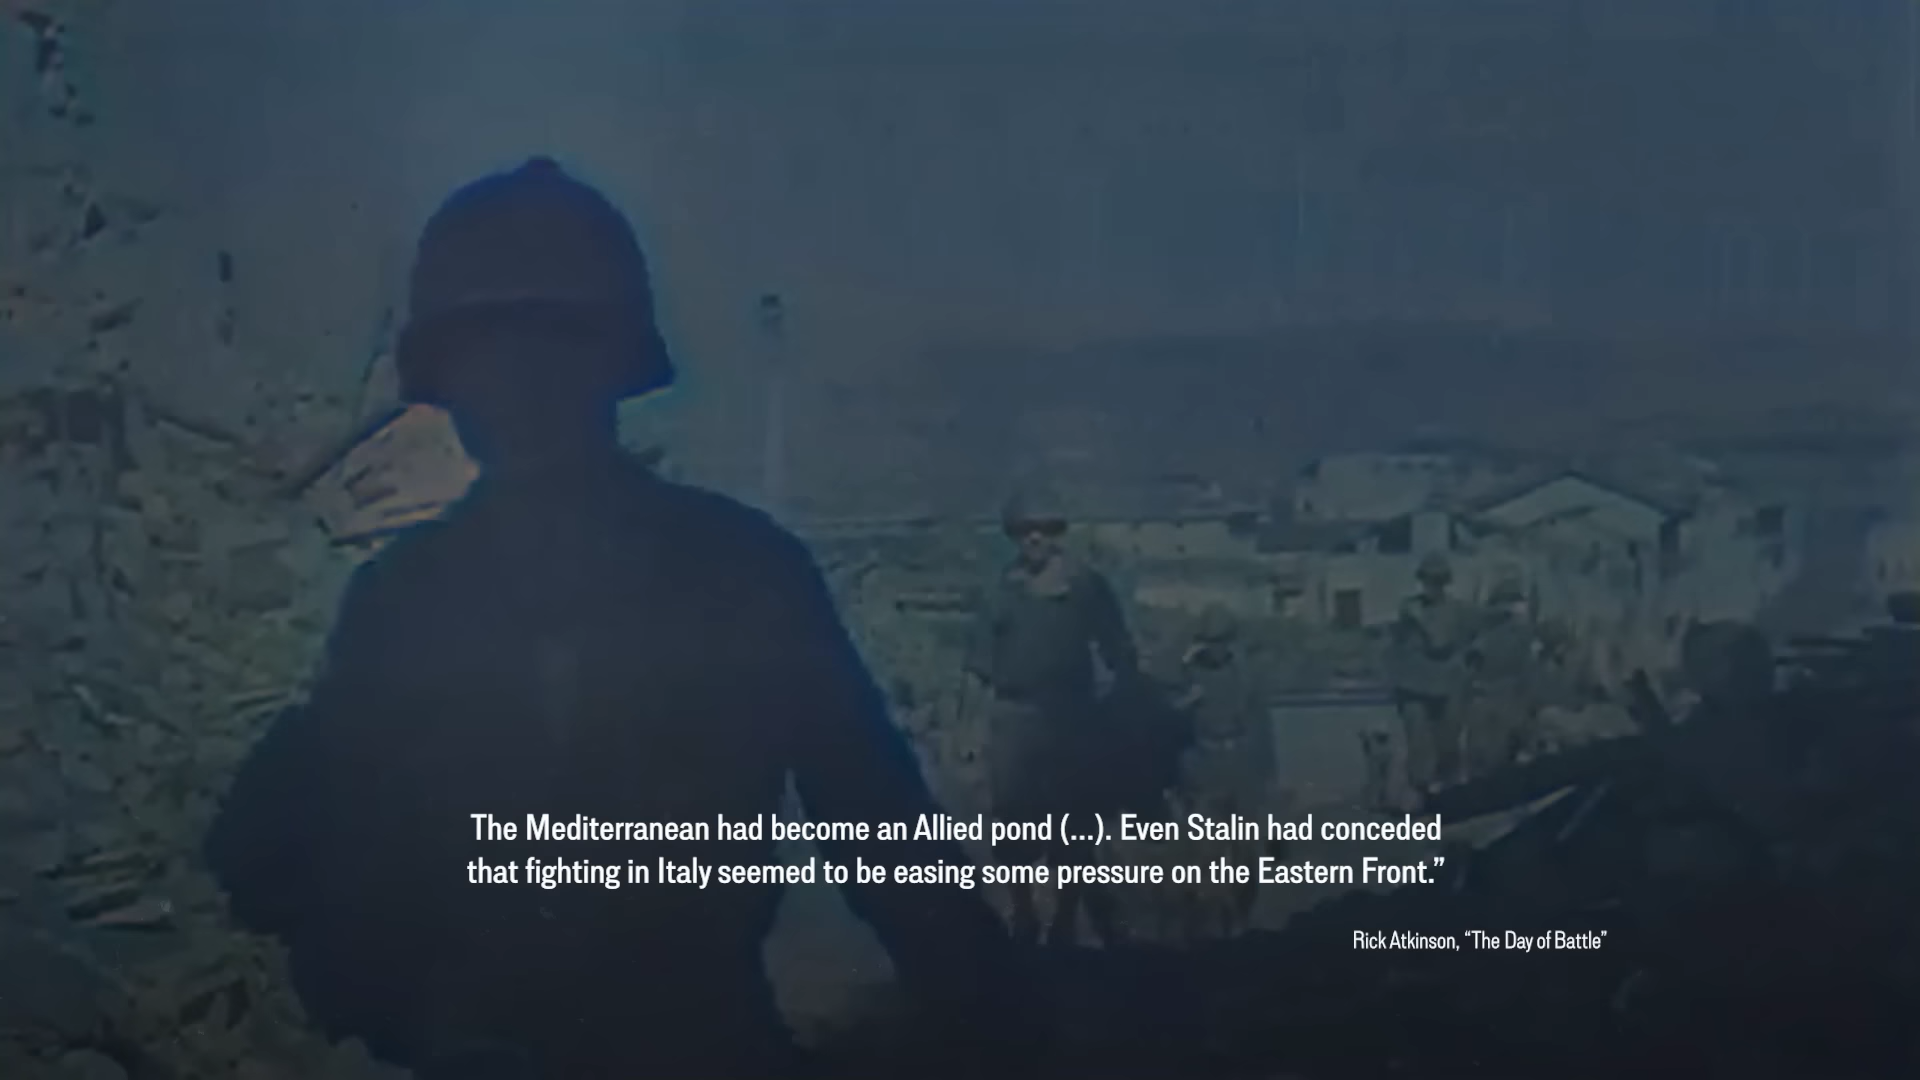 The Mediterranean had become an Allied pond (...). Even Stalin had conceded
that fighting in Italy seemed to be easing some pressure on the Eastern Front.”
Rick Atkinson, “The Day of Battle”